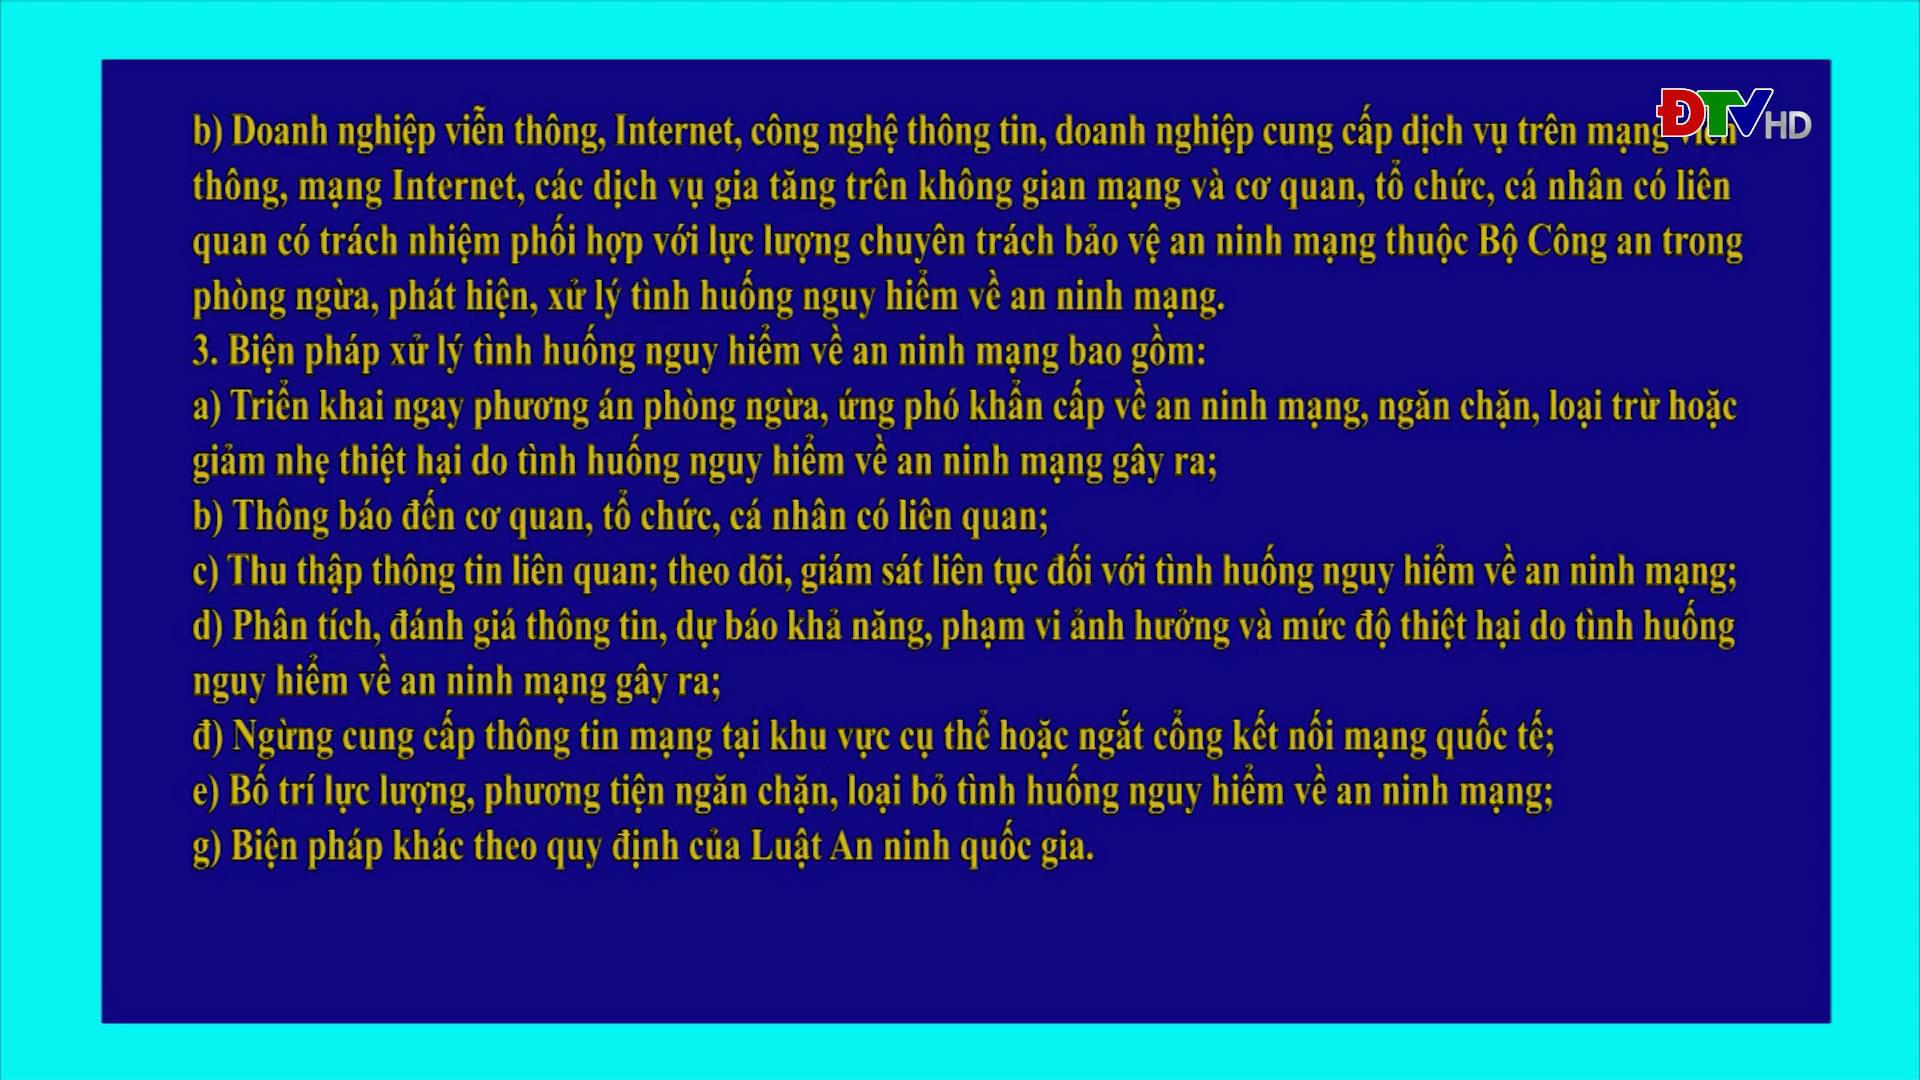 b) Doanh nghiệp viễn thông, Internet, công nghệ thông tin, doanh nghiệp cung cấp dịch vụ trên mạng viễn
ĐTV HD
thông, mạng Internet, các dịch vụ gia tăng trên không gian mạng và cơ quan, tổ chức, cá nhân có liên
quan có trách nhiệm phối hợp với lực lượng chuyên trách bảo vệ an ninh mạng thuộc Bộ Công an trong
phòng ngừa, phát hiện, xử lý tình huống nguy hiểm về an ninh mạng.
3. Biện pháp xử lý tình huống nguy hiểm về an ninh mạng bao gồm:
a) Triển khai ngay phương án phòng ngừa, ứng phó khẩn cấp về an ninh mạng, ngăn chặn, loại trừ hoặc
giảm nhẹ thiệt hại do tình huống nguy hiểm về an ninh mạng gây ra;
b) Thông báo đến cơ quan, tổ chức, cá nhân có liên quan;
c) Thu thập thông tin liên quan; theo dõi, giám sát liên tục đối với tình huống nguy hiểm về an ninh mạng;
d) Phân tích, đánh giá thông tin, dự báo khả năng, phạm vi ảnh hưởng và mức độ thiệt hại do tình huống
nguy hiểm về an ninh mạng gây ra;
đ) Ngừng cung cấp thông tin mạng tại khu vực cụ thể hoặc ngắt cổng kết nối mạng quốc tế;
e) Bố trí lực lượng, phương tiện ngăn chặn, loại bỏ tình huống nguy hiểm về an ninh mạng;
g) Biện pháp khác theo quy định của Luật An ninh quốc gia.